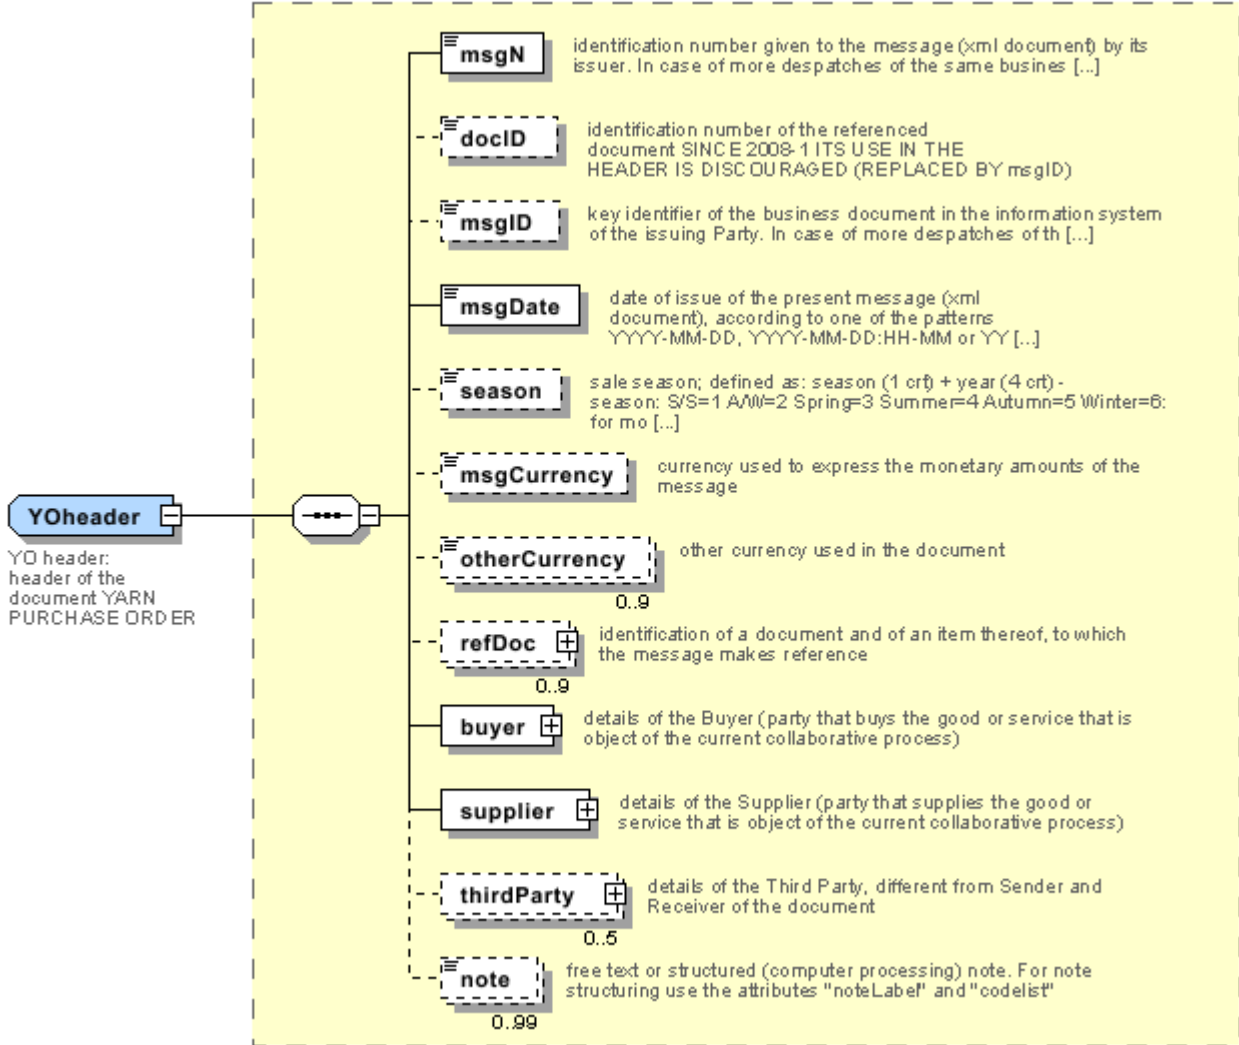 msgN
identification number given to the message (xml document) by its
issuer. In case of more despatches of the same busines [...]
docID
identification number of the referenced
document SINCE 2008-1 ITS USE IN THE
HEADER IS DISCOURAGED (REPLACED BY msgID)
msgID
key identifier of the business document in the information system
of the issuing Party. In case of more despatches of th [...]
msgDate
date of issue of the present message (xml
document), according to one of the patterns
YYYY-MM-DD, YYYY-MM-DD:HH-MM or YY [...]
season
sale season; defined as: season (1 crt) + year (4 crt) -
season: S/S=1 A/W=2 Spring=3 Summer=4 Autumn=5 Winter=6:
for mo [...]
msgCurrency
currency used to express the monetary amounts of the
message
YOheader
YO header:
header of the
document YARN
PURCHASE ORDER
otherCurrency
other currency used in the document
0..9
refDoc
identification of a document and of an item thereof, to which
the message makes reference
0..9
buyer
details of the Buyer (party that buys the good or service that is
object of the current collaborative process)
supplier
details of the Supplier (party that supplies the good or
service that is object of the current collaborative process)
thirdParty
details of the Third Party, different from Sender and
Receiver of the document
0..5
note
free text or structured (computer processing) note. For note
structuring use the attributes "noteLabel" and "codelist"
0..99